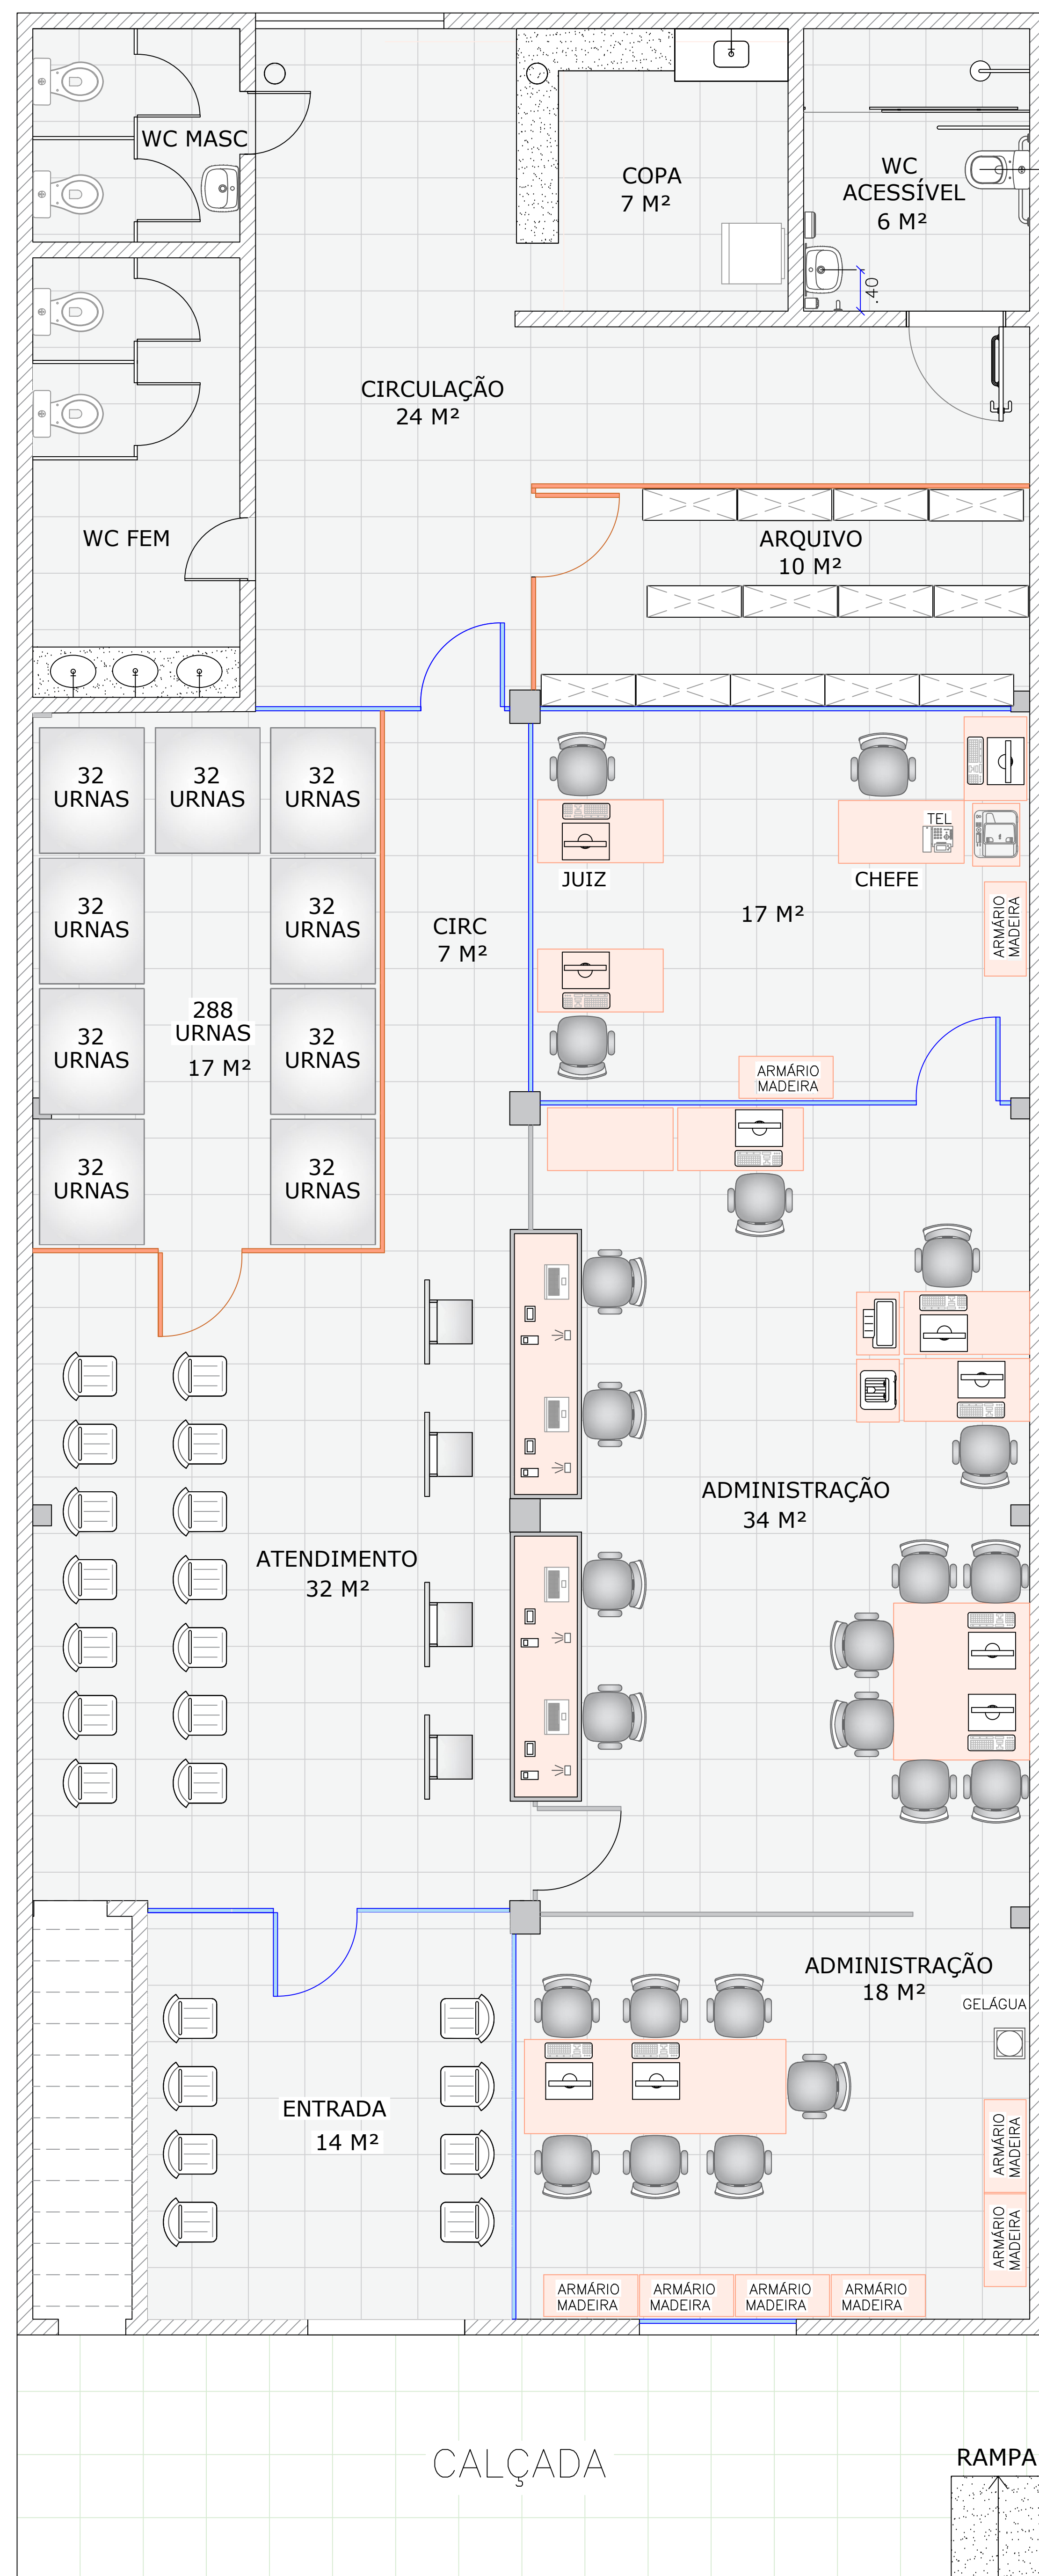 WC MASC
COPA
7 M²
WC
ACESSÍVEL
6 M²
.40
CIRCULAÇÃO
24 M²
WC FEM
ARQUIVO
10 M²
32
URNAS
32
URNAS
32
URNAS
TEL
JUIZ
CHEFE
32
URNAS
32
URNAS
ARMÁRIO
MADEIRA
17 M²
CIRC
7 M²
288
URNAS
17 M²
32
URNAS
32
URNAS
ARMÁRIO
MADEIRA
32
URNAS
32
URNAS
ADMINISTRAÇÃO
34 M²
ATENDIMENTO
32 M²
ADMINISTRAÇÃO
18 M²
GELÁGUA
ENTRADA
14 M²
ARMÁRIO
MADEIRA
ARMÁRIO
MADEIRA
ARMÁRIO
MADEIRA
ARMÁRIO
MADEIRA
ARMÁRIO
MADEIRA
ARMÁRIO
MADEIRA
CALÇADA
RAMPA